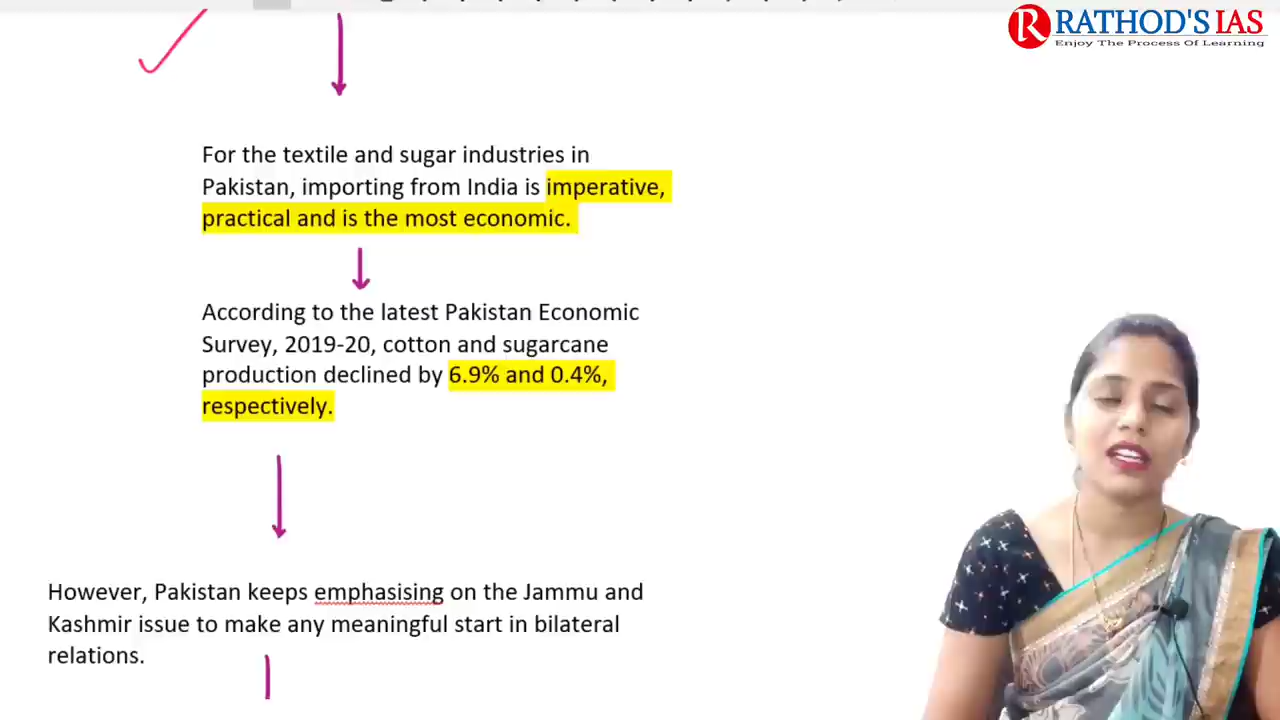 R RATHOD'S IAS
Enjoy The Process Of Learning
For the textile and sugar industries in
Pakistan, importing from India is imperative,
practical and is the most economic.
According to the latest Pakistan Economic
Survey, 2019-20, cotton and sugarcane
production declined by 6.9% and 0.4%,
respectively.
However, Pakistan keeps emphasising on the Jammu and
Kashmir issue to make any meaningful start in bilateral
relations.